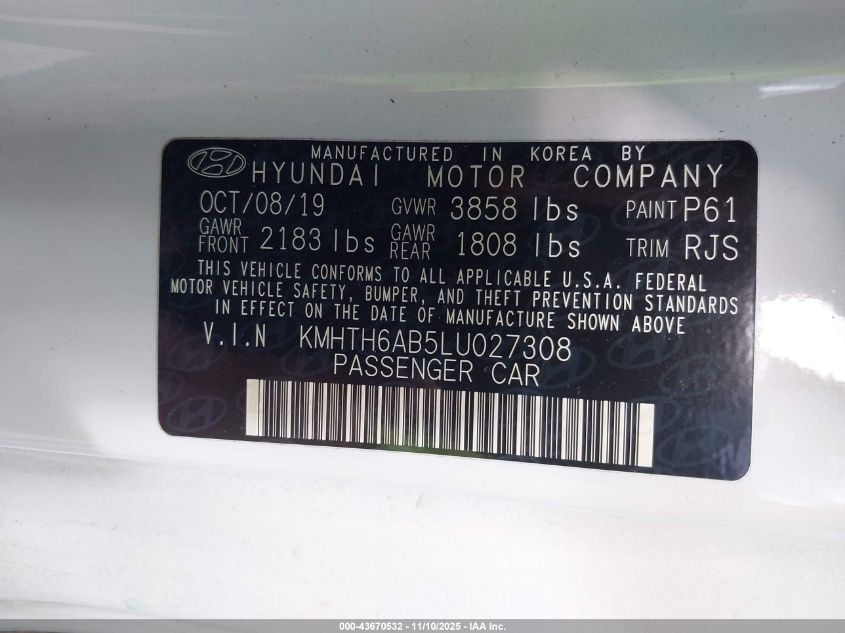 MANUFACTURED IN KOREA BY
HYUNDAI MOTOR COMPANY
OCT/08/19 GVWR 3858 lbs PAINT P61
GAWR FRONT 2183 lbs GAWR REAR 1808 lbs TRIM RJS
THIS VEHICLE CONFORMS TO ALL APPLICABLE U.S.A. FEDERAL
MOTOR VEHICLE SAFETY, BUMPER, AND THEFT PREVENTION STANDARDS
IN EFFECT ON THE DATE OF MANUFACTURE SHOWN ABOVE
V.I.N KMHTH6AB5LU027308
PASSENGER CAR
000-43670532 - 11/10/2025 - IAA Inc.